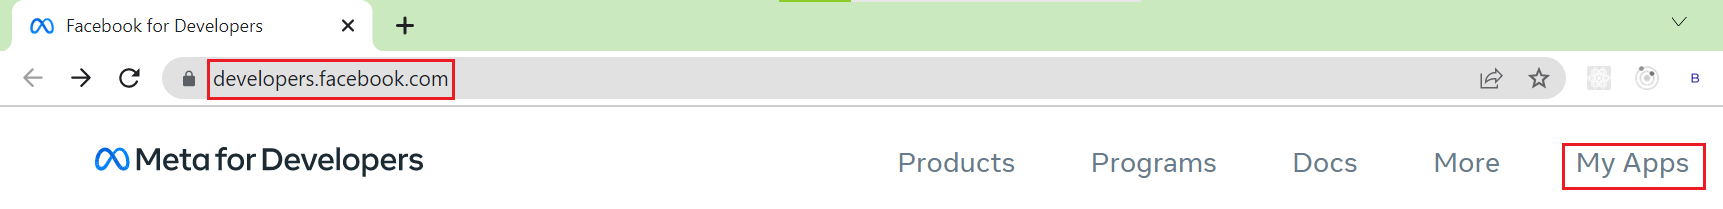 Facebook for Developers
developers.facebook.com
B
Meta for Developers Products Programs Docs More My Apps